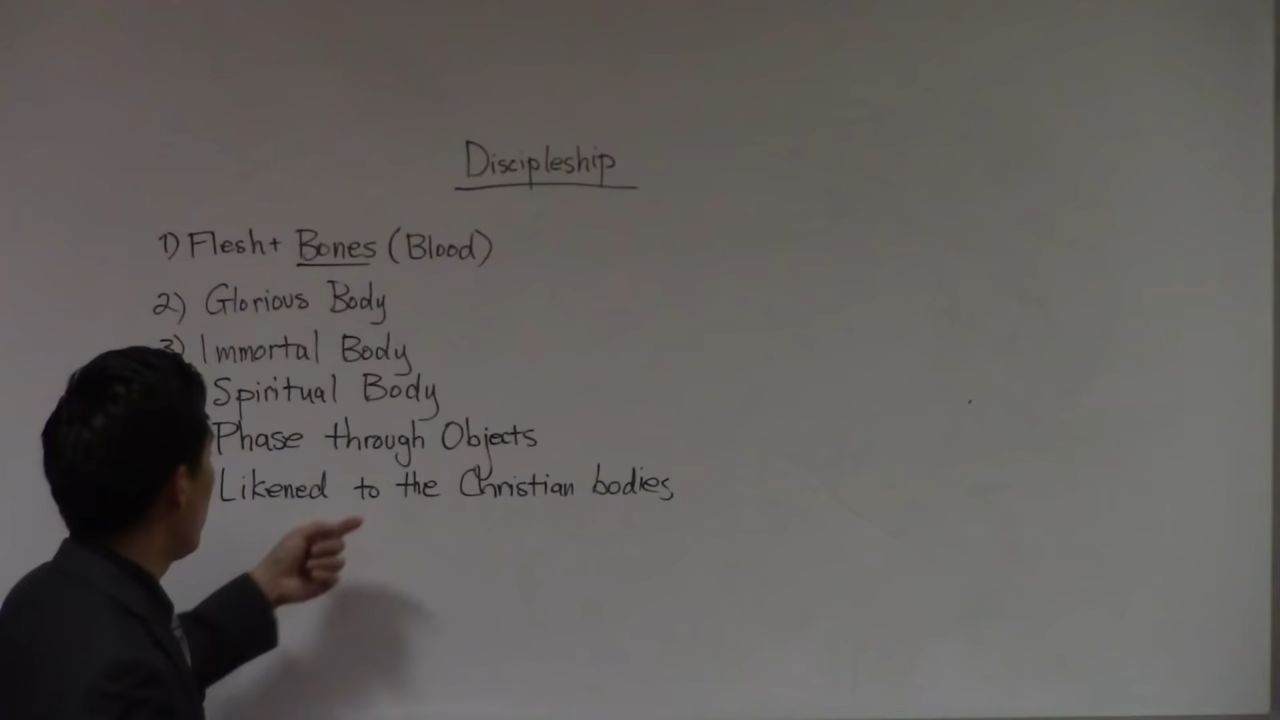 Discipleship
1) Flesh + Bones (Blood)
2) Glorious Body
3) Immortal Body
Spiritual Body
Phase through Objects
Likened to the Christian bodies